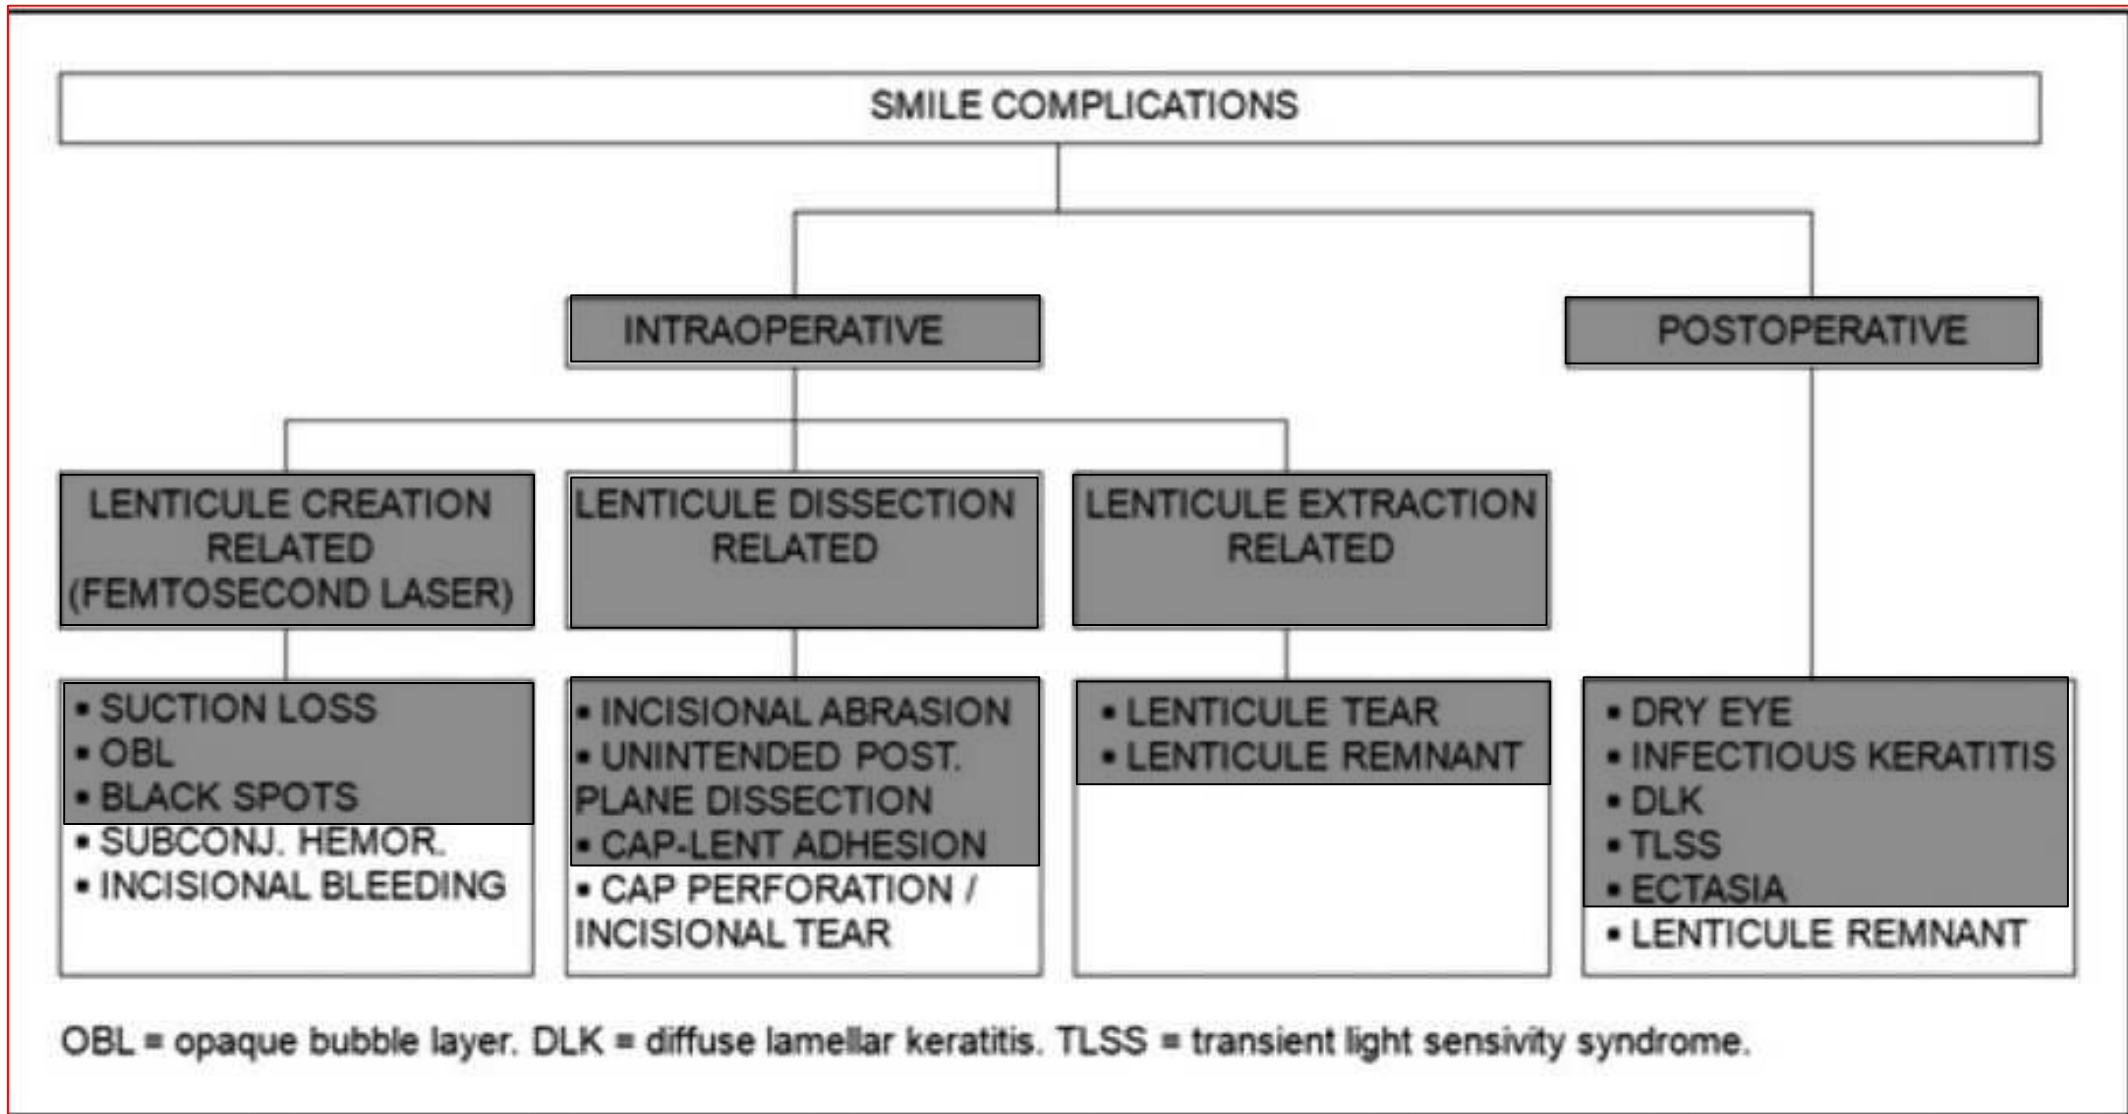 SMILE COMPLICATIONS
INTRAOPERATIVE
POSTOPERATIVE
LENTICULE CREATION
RELATED
(FEMTOSECOND LASER)
LENTICULE DISSECTION
RELATED
LENTICULE EXTRACTION
RELATED
▪ SUCTION LOSS
▪ OBL
▪ BLACK SPOTS
▪ SUBCONJ. HEMOR.
▪ INCISIONAL BLEEDING
▪ INCISIONAL ABRASION
▪ UNINTENDED POST.
PLANE DISSECTION
▪ CAP-LENT ADHESION
▪ CAP PERFORATION /
INCISIONAL TEAR
▪ LENTICULE TEAR
▪ LENTICULE REMNANT
▪ DRY EYE
▪ INFECTIOUS KERATITIS
▪ DLK
▪ TLSS
▪ ECTASIA
▪ LENTICULE REMNANT
OBL = opaque bubble layer. DLK = diffuse lamellar keratitis. TLSS = transient light sensivity syndrome.